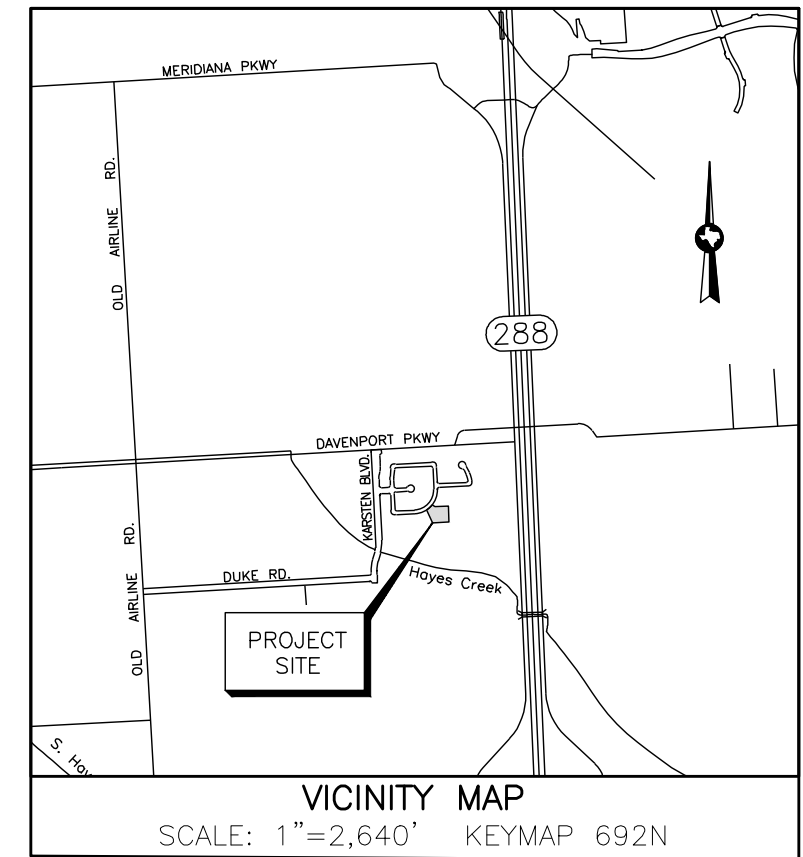 MERIDIANA PKWY
OLD AIRLINE RD.
288
DAVENPORT PKWY
KARSTEN BLVD.
OLD AIRLINE RD.
DUKE RD.
Hayes Creek
PROJECT
SITE
S.
VICINITY MAP
SCALE: 1"=2,640' KEYMAP 692N